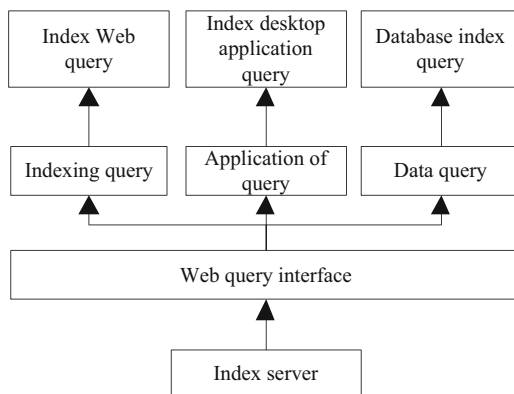 Index Web
query
Index desktop
application
query
Database index
query
Indexing query
Application of
query
Data query
Web query interface
Index server